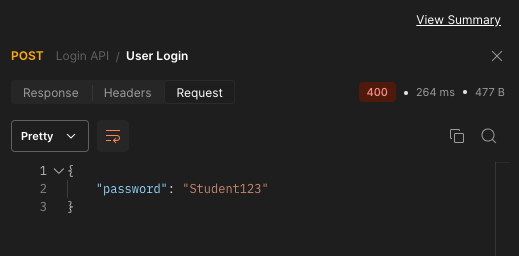 View Summary
POST Login API / User Login
Response Headers Request 400 • 264 ms • 477 B
Pretty
1 {
2 "password": "Student123"
3 }